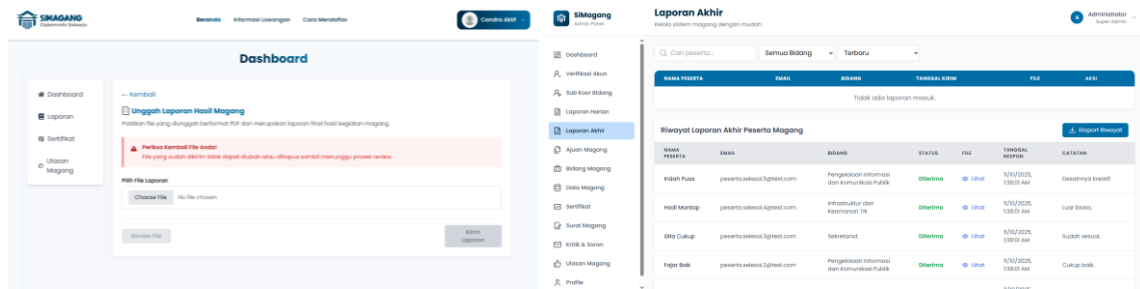 SIMAGANG
Diskominfo Sidoarjo
Beranda
Informasi Lowongan
Cara Mendaftar
Candra Aktif
Dashboard
Dashboard
Laporan
Sertifikat
Ulasan
Magang
← Kembali
Unggah Laporan Hasil Magang
Pastikan file yang diunggah berformat PDF dan merupakan laporan final hasil kegiatan magang.
Periksa Kembali File Anda!
File yang sudah dikirim tidak dapat diubah atau dihapus sambil menunggu proses review.
Pilih File Laporan
Choose File No file chosen
Review File
Kirim
Laporan
SiMagang
Admin Panel
Dashboard
Verifikasi Akun
Sub Koor Bidang
Laporan Harian
Laporan Akhir
Ajuan Magang
Bidang Magang
Data Magang
Sertifikat
Surat Magang
Kritik & Saran
Ulasan Magang
Profile
Laporan Akhir
Kelola sistem magang dengan mudah
A
Administrator
Super Admin
Cari peserta...
Semua Bidang
Terbaru
NAMA PESERTA EMAIL BIDANG TANGGAL KIRIM FILE AKSI
Tidak ada laporan masuk.
Riwayat Laporan Akhir Peserta Magang
Eksport Riwayat
NAMA PESERTA EMAIL BIDANG STATUS FILE TANGGAL RESPON CATATAN
Indah Puas peserta.selesai.5@test.com Pengelolaan Informasi dan Komunikasi Publik Diterima Lihat 11/10/2025, 1:39:01 AM Desainnya kreatif.
Hadi Mantap peserta.selesai.4@test.com Infrastruktur dan Keamanan TIK Diterima Lihat 11/10/2025, 1:39:01 AM Luar biasa.
Gita Cukup peserta.selesai.3@test.com Sekretariat Diterima Lihat 11/10/2025, 1:39:01 AM Sudah sesuai.
Fajar Baik peserta.selesai.2@test.com Pengelolaan Informasi dan Komunikasi Publik Diterima Lihat 11/10/2025, 1:39:01 AM Cukup baik.